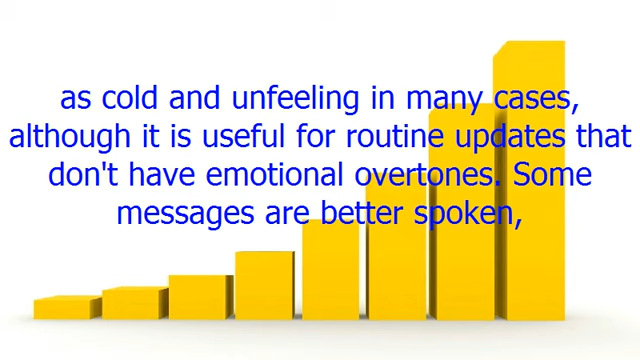 as cold and unfeeling in many cases,
although it is useful for routine updates that
don't have emotional overtones. Some
messages are better spoken,